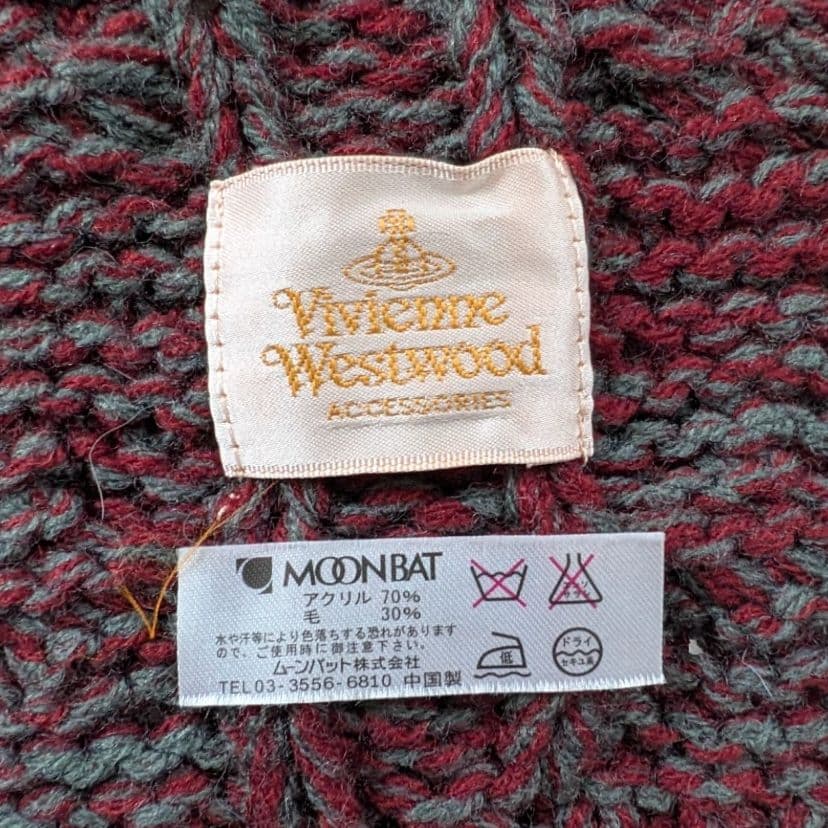 Vivienne
Westwood
ACCESSORIES
MOONBAT
アクリル 70%
毛 30%
水や汗等により色落ちする恐れがあります
ので、ご使用時に御注意下さい。
ムーンバット株式会社
TEL03-3556-6810 中国製
低
ドライ
セキユ系